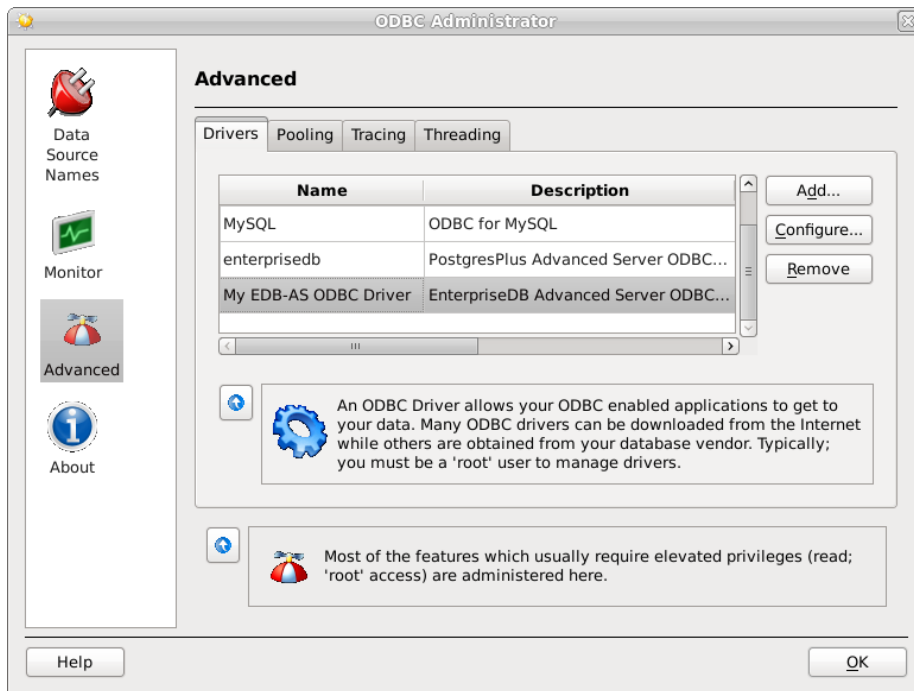 ODBC Administrator
Data
Source
Names
Monitor
Advanced
About
Advanced
Drivers Pooling Tracing Threading
Name Description
MySQL ODBC for MySQL
enterprisedb PostgresPlus Advanced Server ODBC...
My EDB-AS ODBC Driver EnterpriseDB Advanced Server ODBC...
Add...
Configure...
Remove
An ODBC Driver allows your ODBC enabled applications to get to
your data. Many ODBC drivers can be downloaded from the Internet
while others are obtained from your database vendor. Typically;
you must be a 'root' user to manage drivers.
Most of the features which usually require elevated privileges (read;
'root' access) are administered here.
Help OK